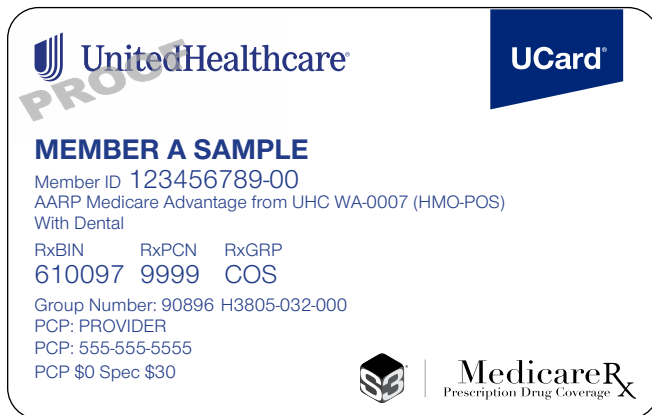 UnitedHealthcare®
UCard®
PROOF
MEMBER A SAMPLE
Member ID 123456789-00
AARP Medicare Advantage from UHC WA-0007 (HMO-POS)
With Dental
RxBIN RxPCN RxGRP
610097 9999 COS
Group Number: 90896 H3805-032-000
PCP: PROVIDER
PCP: 555-555-5555
PCP $0 Spec $30
S3
MedicareRx
Prescription Drug Coverage